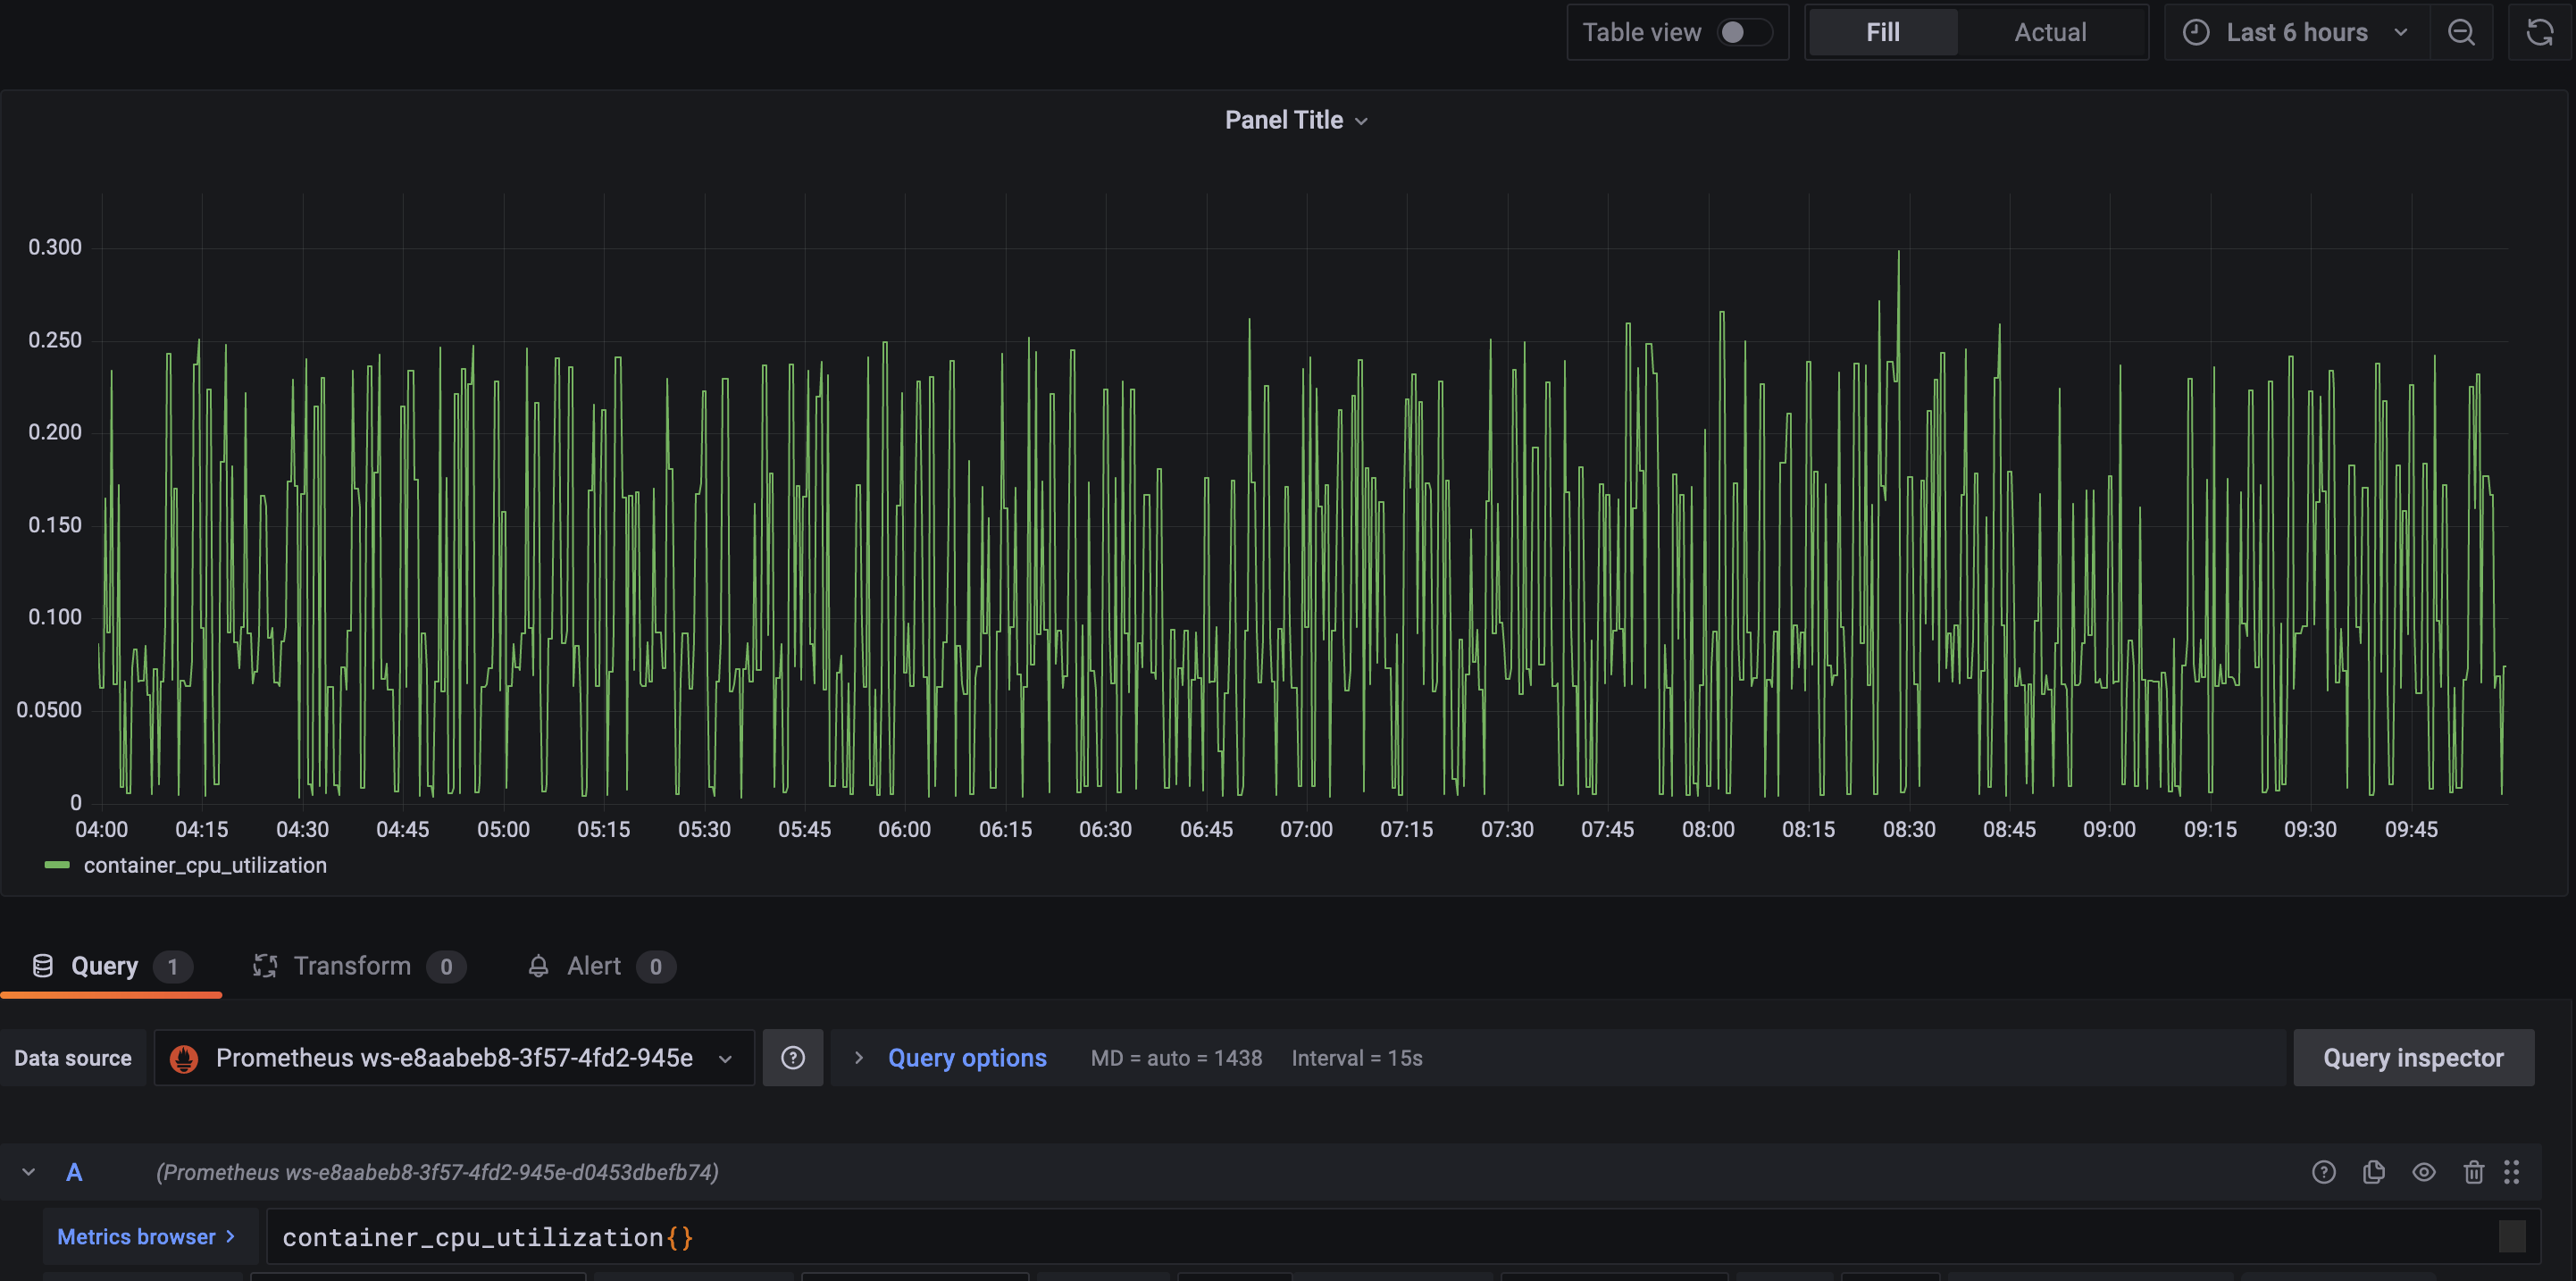 Table view Fill Actual Last 6 hours
Panel Title
0.300
0.250
0.200
0.150
0.100
0.0500
0
04:00 04:15 04:30 04:45 05:00 05:15 05:30 05:45 06:00 06:15 06:30 06:45 07:00 07:15 07:30 07:45 08:00 08:15 08:30 08:45 09:00 09:15 09:30 09:45
container_cpu_utilization
Query 1 Transform 0 Alert 0
Data source Prometheus ws-e8aabeb8-3f57-4fd2-945e Query options MD = auto = 1438 Interval = 15s Query inspector
A (Prometheus ws-e8aabeb8-3f57-4fd2-945e-d0453dbefb74)
Metrics browser > container_cpu_utilization{}